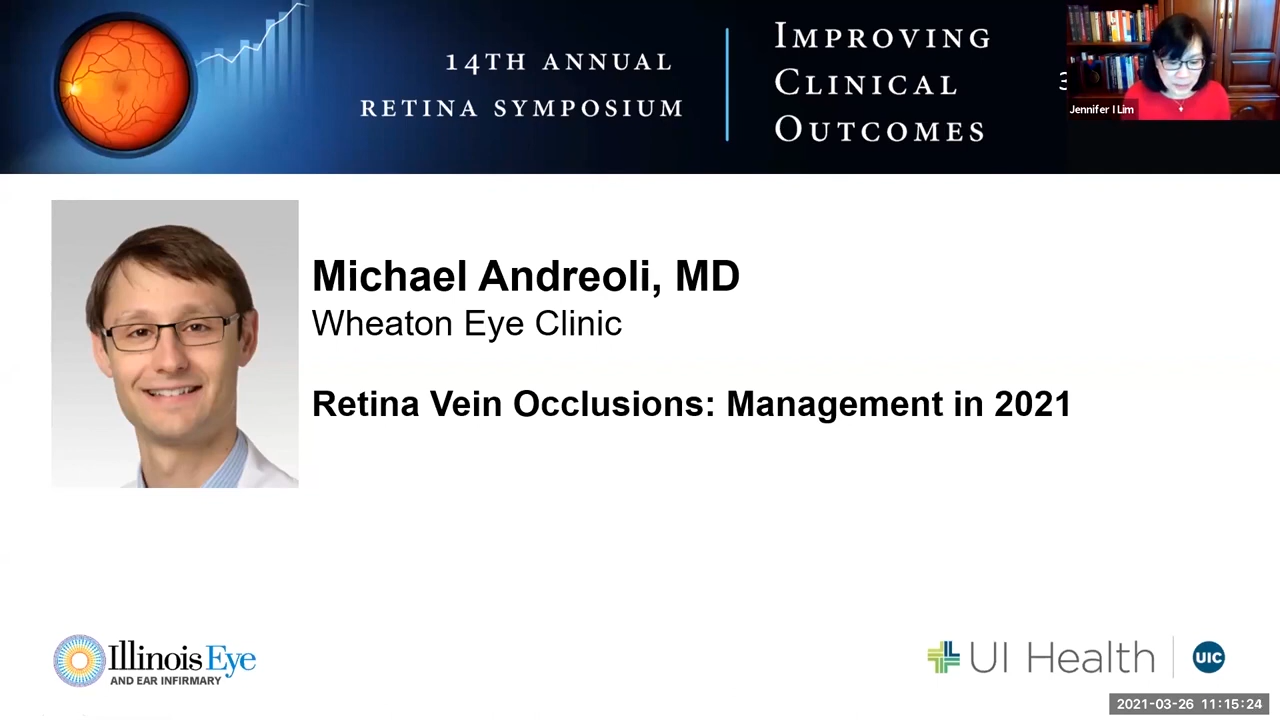 14TH ANNUAL
RETINA SYMPOSIUM
IMPROVING
CLINICAL
OUTCOMES
3
Jennifer I Lim
Michael Andreoli, MD
Wheaton Eye Clinic
Retina Vein Occlusions: Management in 2021
Illinois Eye
AND EAR INFIRMARY
UI Health
UIC
2021-03-26 11:15:24